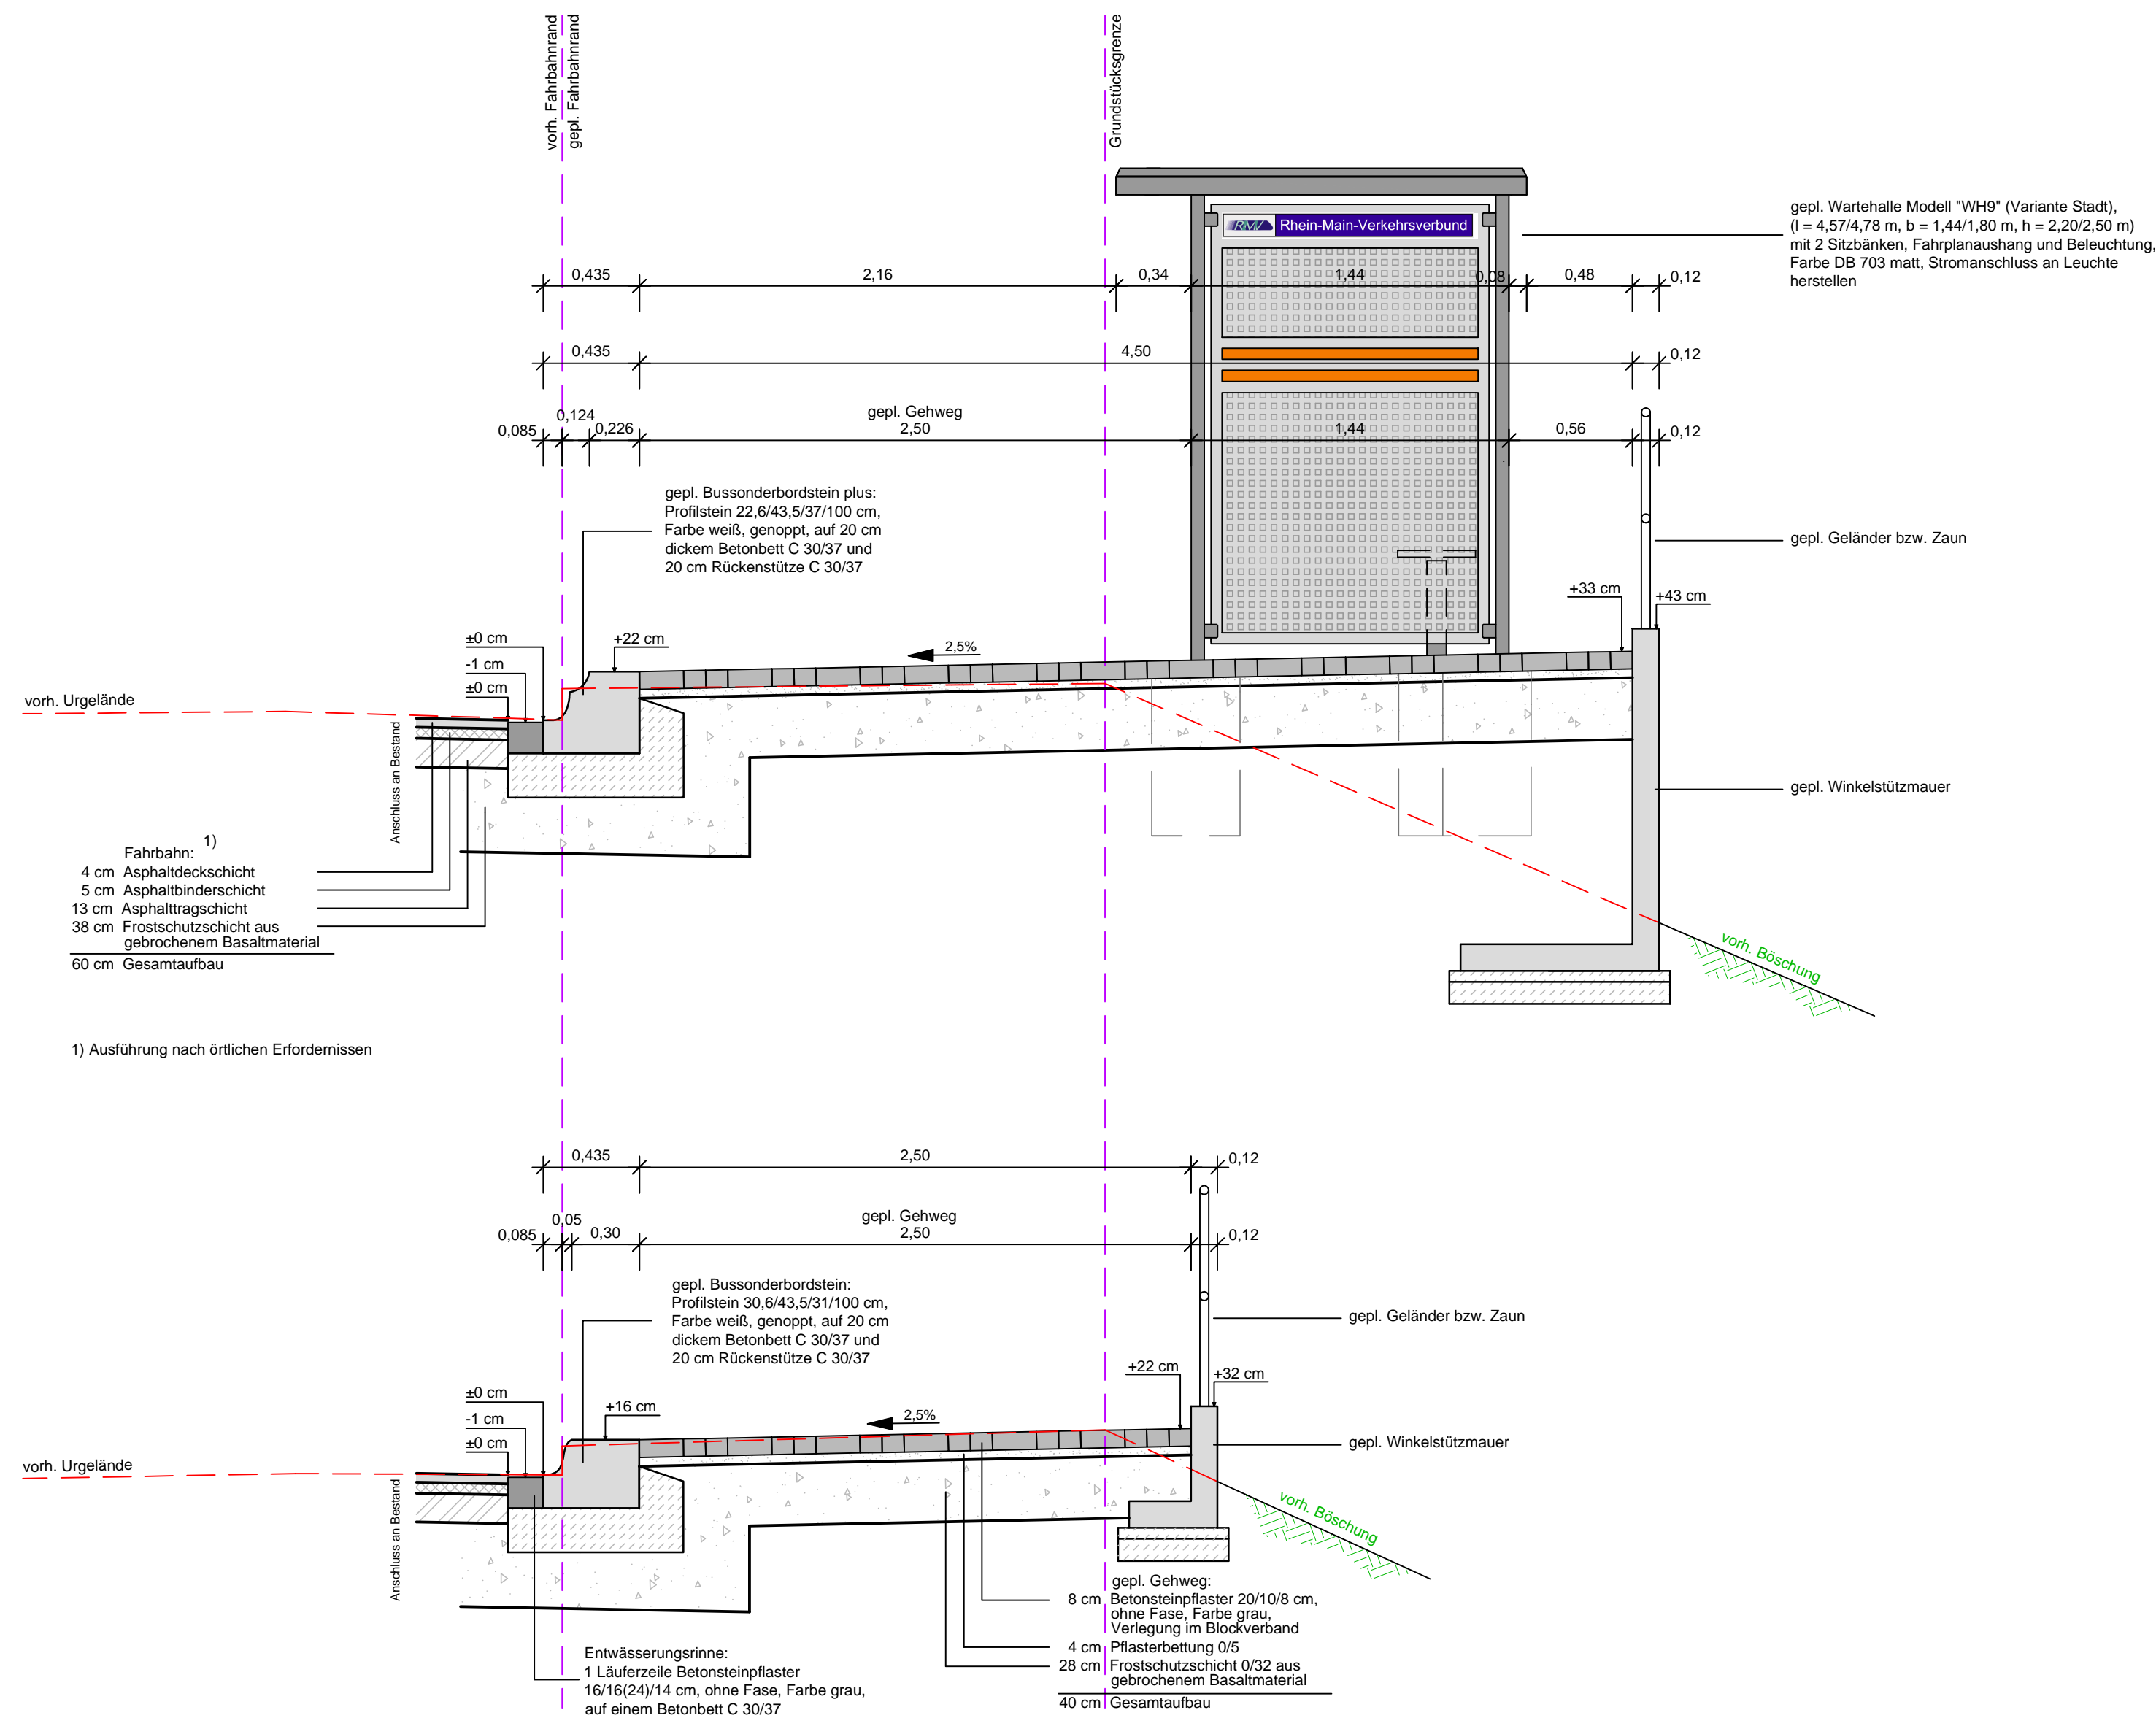 vorh. Fahrbahnrand
gepl. Fahrbahnrand
Grundstücksgrenze
RMV Rhein-Main-Verkehrsverbund
gepl. Wartehalle Modell "WH9" (Variante Stadt),
(l = 4,57/4,78 m, b = 1,44/1,80 m, h = 2,20/2,50 m)
mit 2 Sitzbänken, Fahrplanaushang und Beleuchtung,
Farbe DB 703 matt, Stromanschluss an Leuchte
herstellen
0,435 2,16 0,34 1,44 0,08 0,48 0,12
0,435 4,50 0,12
gepl. Gehweg
0,085 0,124 0,226 2,50 1,44 0,56 0,12
gepl. Bussonderbordstein plus:
Profilstein 22,6/43,5/37/100 cm,
Farbe weiß, genoppt, auf 20 cm
dickem Betonbett C 30/37 und
20 cm Rückenstütze C 30/37
gepl. Geländer bzw. Zaun
+33 cm
+43 cm
±0 cm
+22 cm
2,5%
-1 cm
±0 cm
vorh. Urgelände
Anschluss an Bestand
gepl. Winkelstützmauer
1)
Fahrbahn:
4 cm Asphaltdeckschicht
5 cm Asphaltbinderschicht
13 cm Asphalttragschicht
38 cm Frostschutzschicht aus
gebrochenem Basaltmaterial
60 cm Gesamtaufbau
vorh. Böschung
1) Ausführung nach örtlichen Erfordernissen
0,435 2,50 0,12
gepl. Gehweg
0,085 0,05 0,30 2,50 0,12
gepl. Bussonderbordstein:
Profilstein 30,6/43,5/31/100 cm,
Farbe weiß, genoppt, auf 20 cm
dickem Betonbett C 30/37 und
20 cm Rückenstütze C 30/37
gepl. Geländer bzw. Zaun
+22 cm
+32 cm
±0 cm
+16 cm
2,5%
-1 cm
±0 cm
gepl. Winkelstützmauer
vorh. Urgelände
Anschluss an Bestand
vorh. Böschung
gepl. Gehweg:
8 cm Betonsteinpflaster 20/10/8 cm,
ohne Fase, Farbe grau,
Verlegung im Blockverband
4 cm Pflasterbettung 0/5
28 cm Frostschutzschicht 0/32 aus
gebrochenem Basaltmaterial
40 cm Gesamtaufbau
Entwässerungsrinne:
1 Läuferzeile Betonsteinpflaster
16/16(24)/14 cm, ohne Fase, Farbe grau,
auf einem Betonbett C 30/37